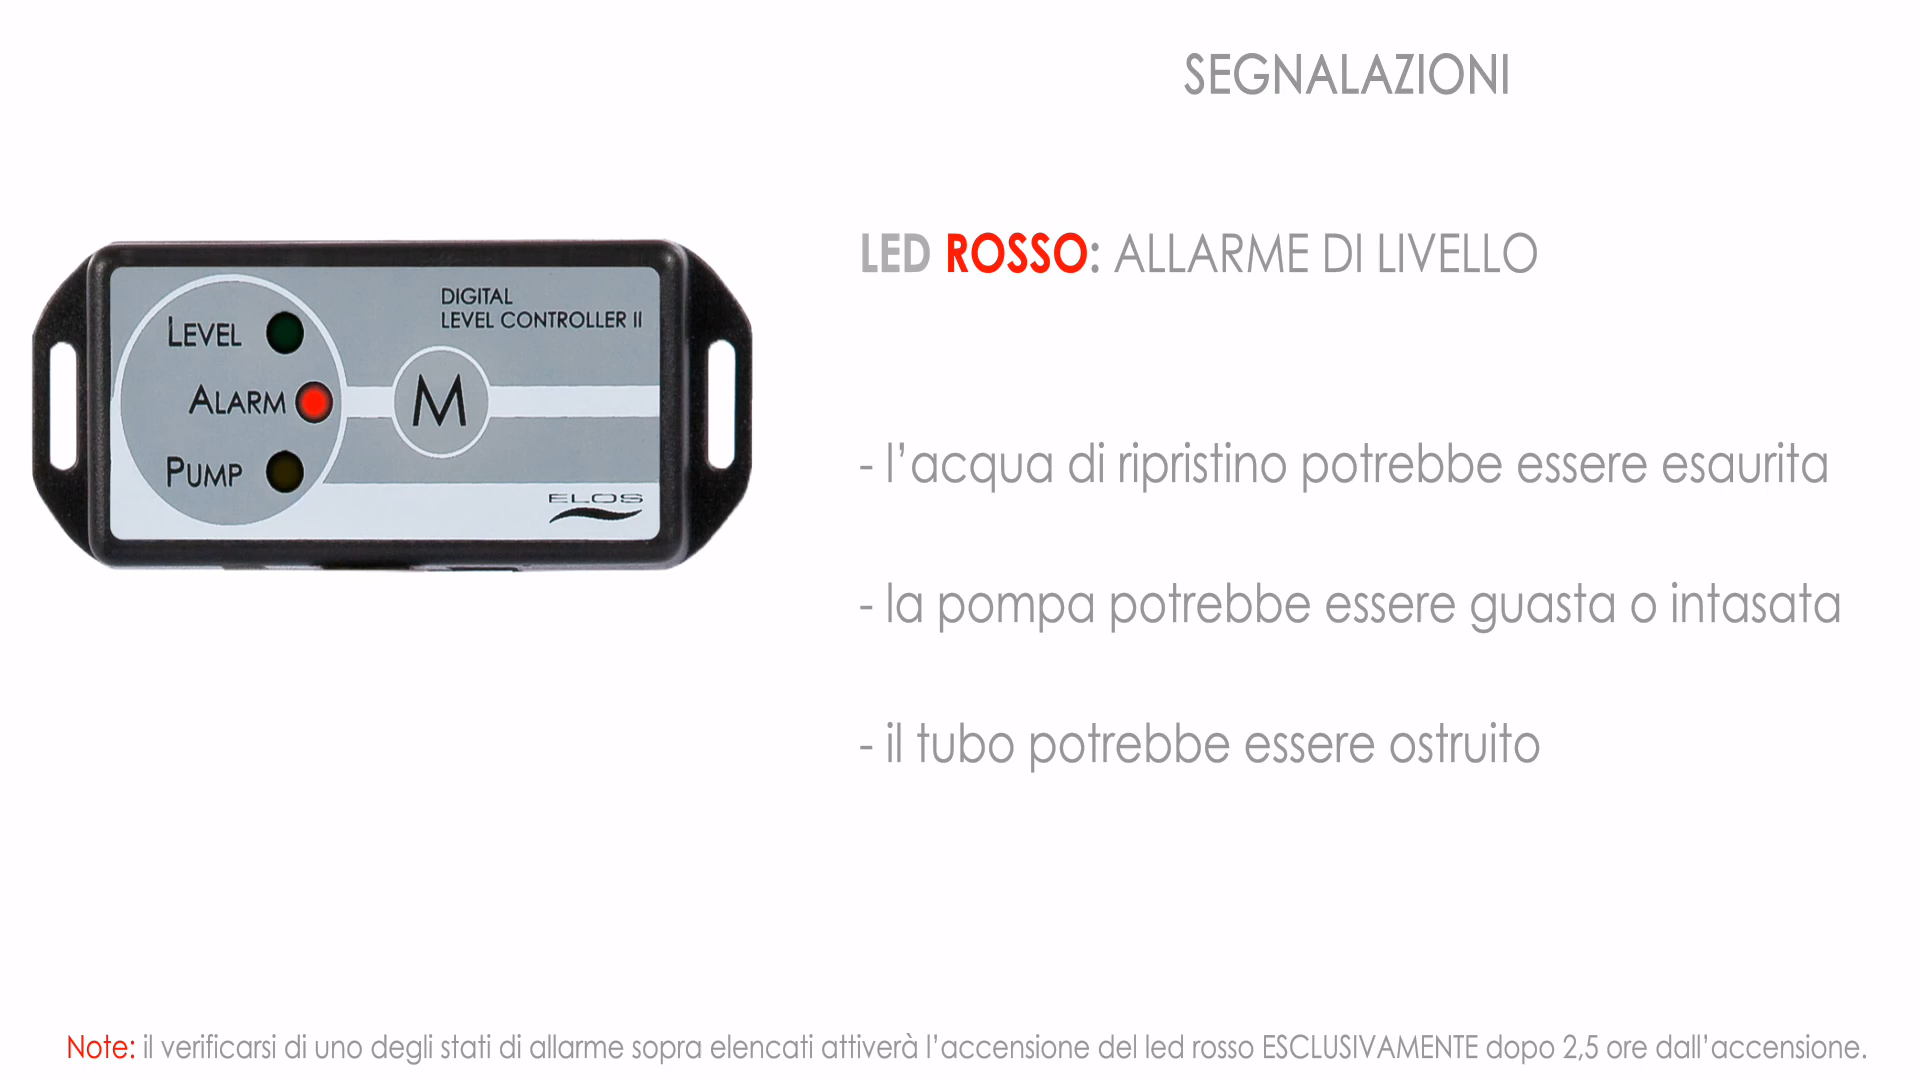 SEGNALAZIONI
DIGITAL
LEVEL CONTROLLER II
LEVEL
ALARM
PUMP
M
ELOS
LED ROSSO: ALLARME DI LIVELLO
- l’acqua di ripristino potrebbe essere esaurita
- la pompa potrebbe essere guasta o intasata
- il tubo potrebbe essere ostruito
Note: il verificarsi di uno degli stati di allarme sopra elencati attiverà l’accensione del led rosso ESCLUSIVAMENTE dopo 2,5 ore dall’accensione.